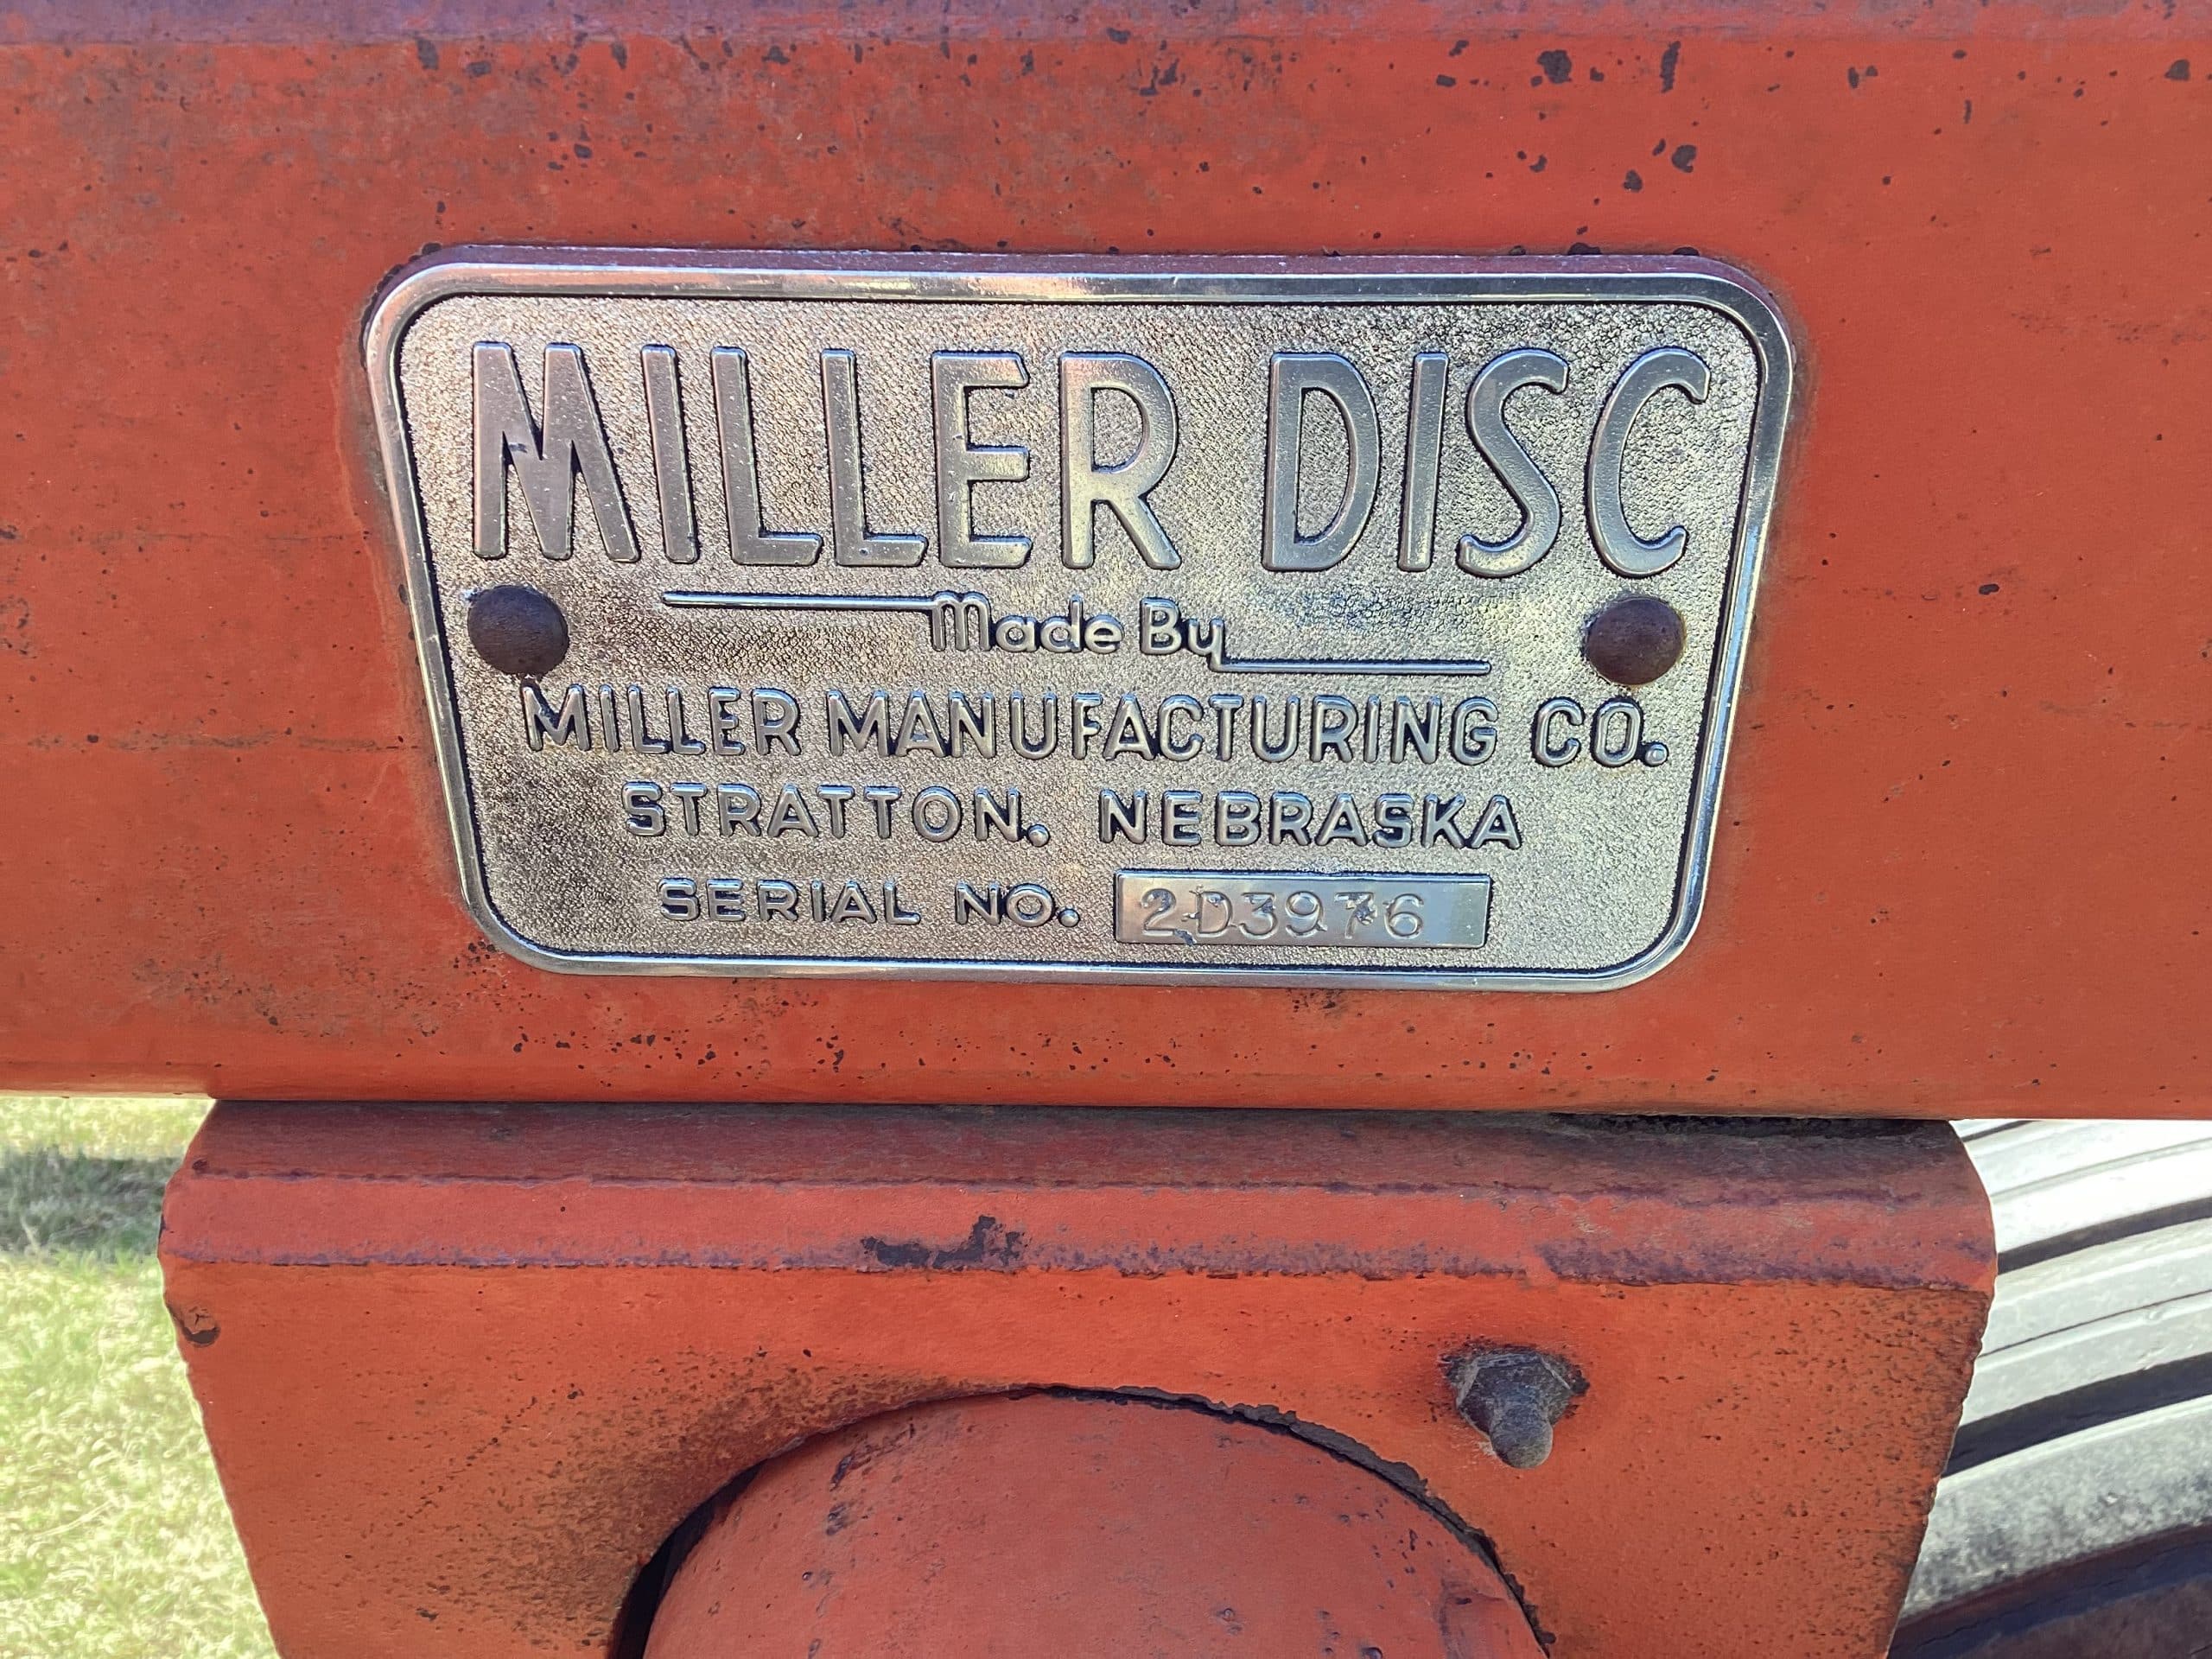 MILLER DISC
Made By
MILLER MANUFACTURING CO.
STRATTON, NEBRASKA
SERIAL NO. 2D3976